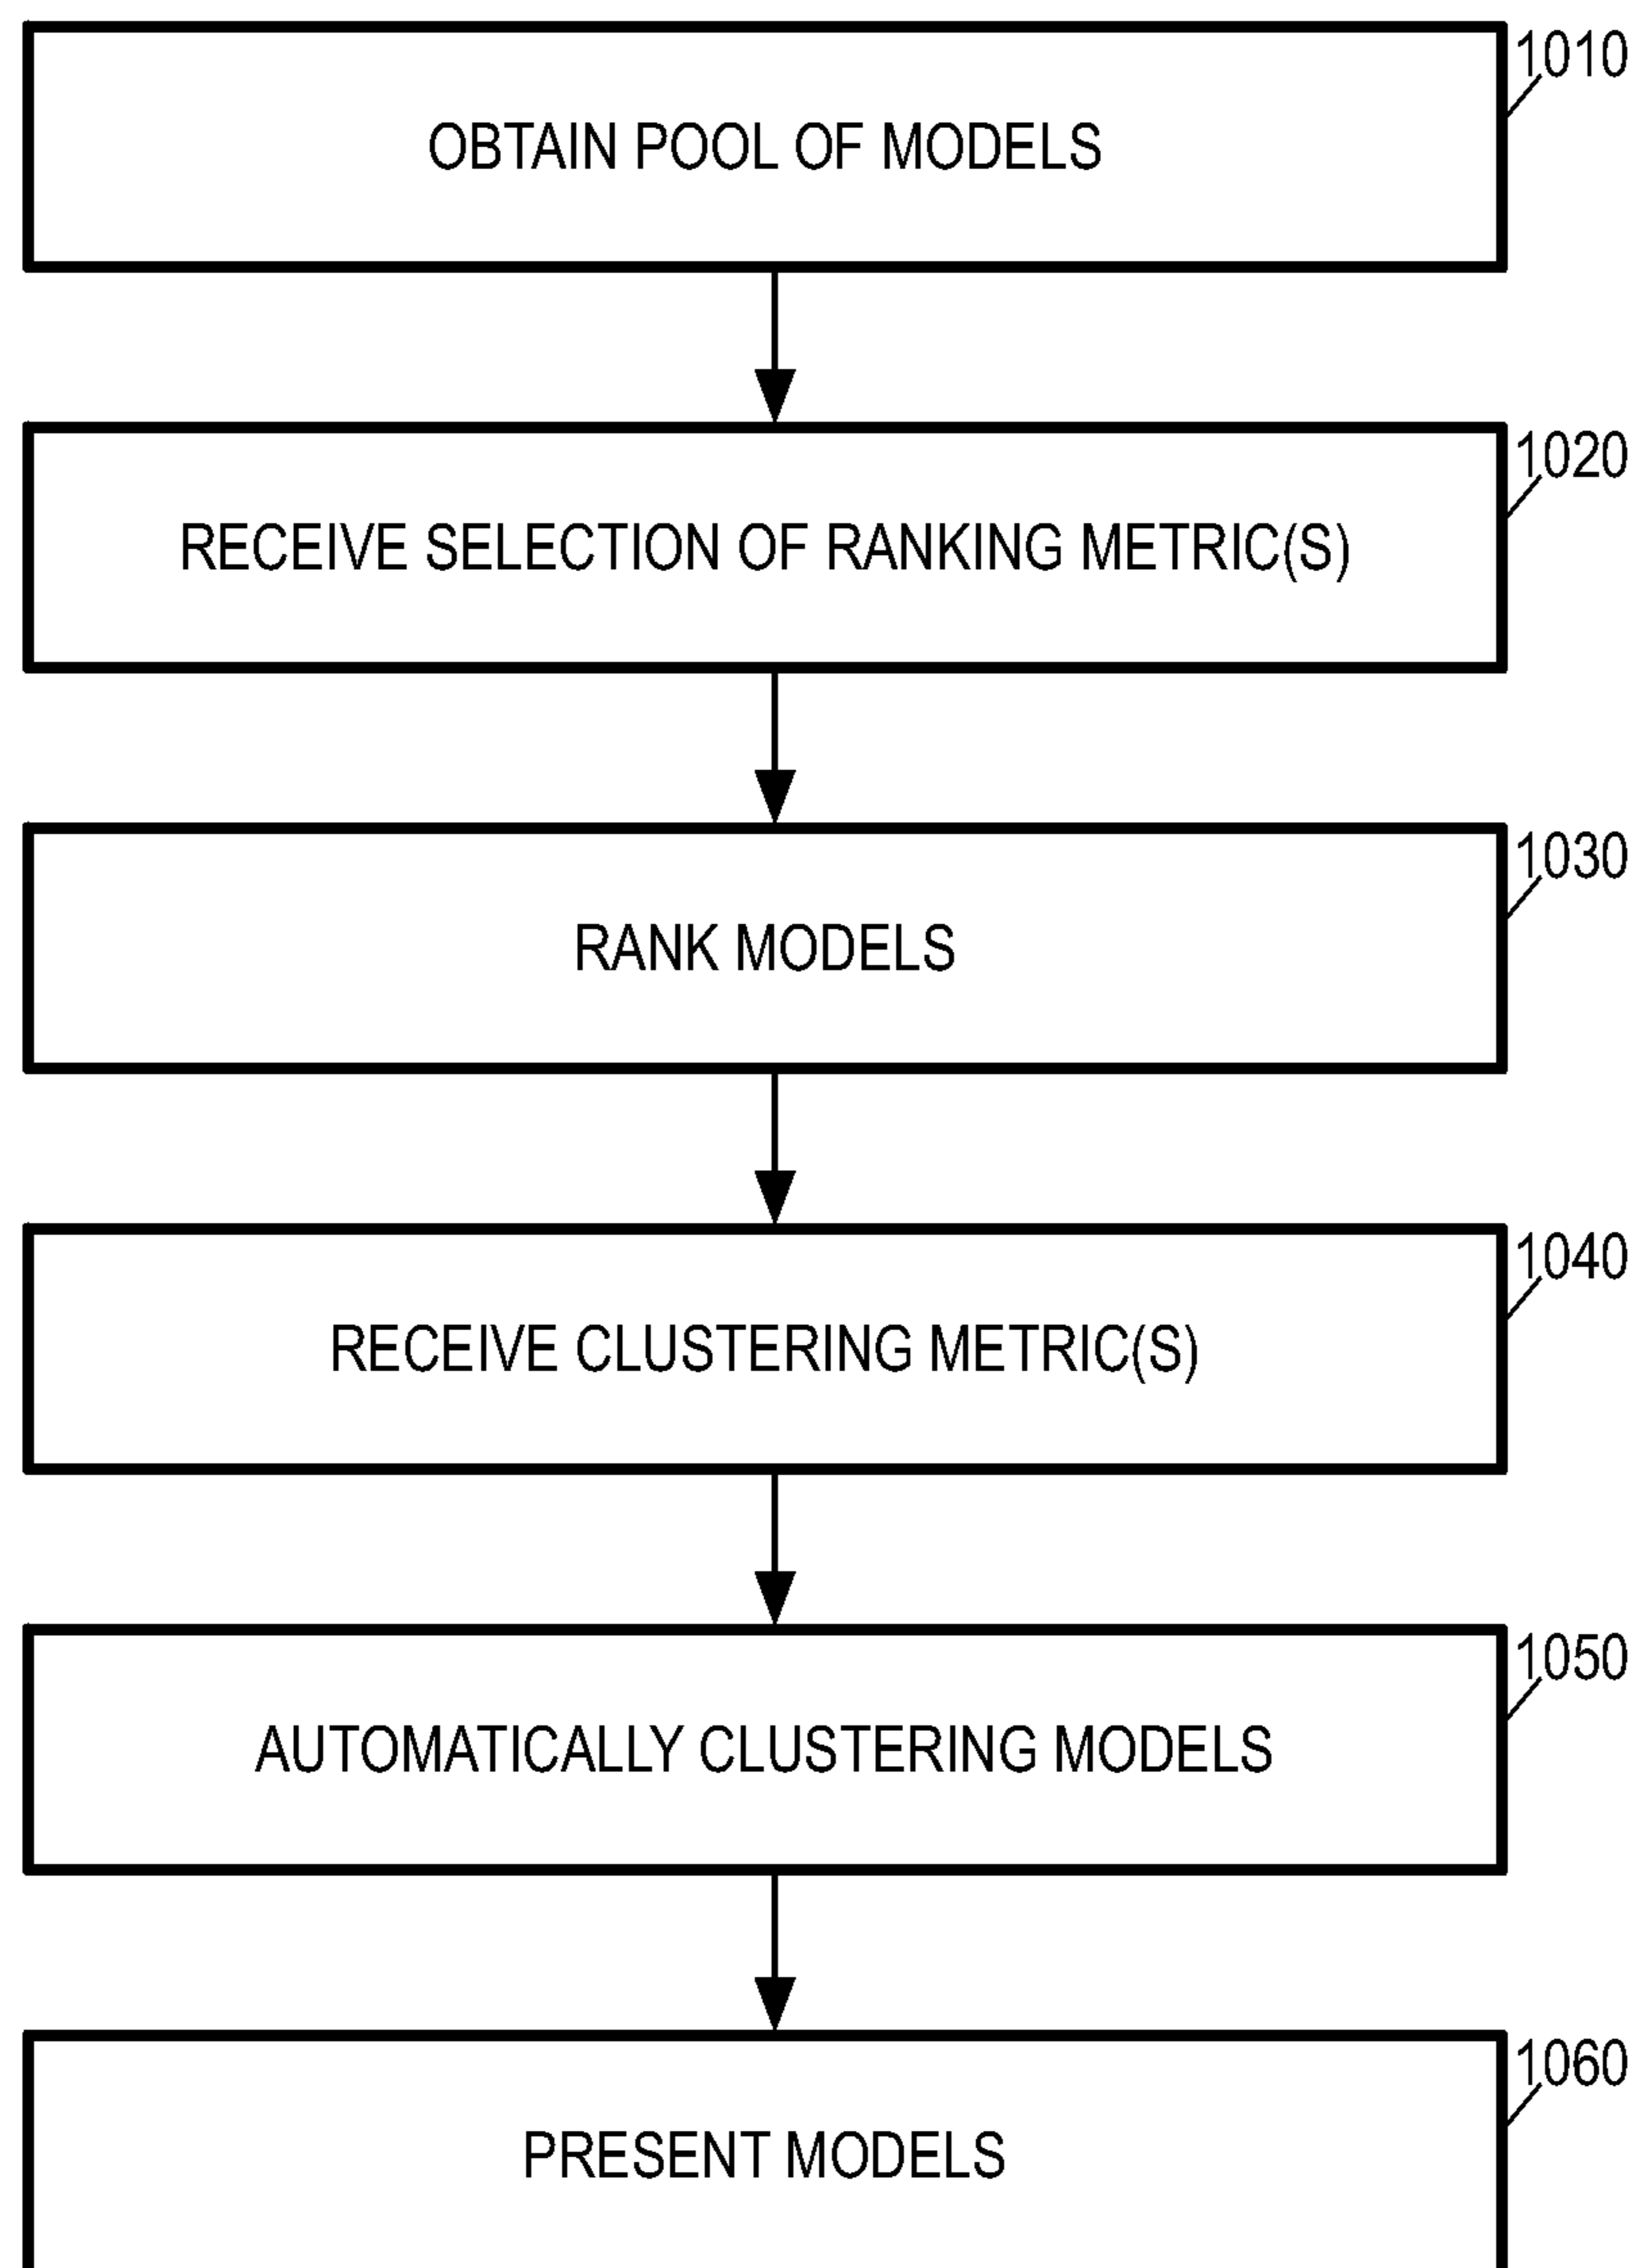 1010
OBTAIN POOL OF MODELS
1020
RECEIVE SELECTION OF RANKING METRIC(S)
1030
RANK MODELS
1040
RECEIVE CLUSTERING METRIC(S)
1050
AUTOMATICALLY CLUSTERING MODELS
1060
PRESENT MODELS